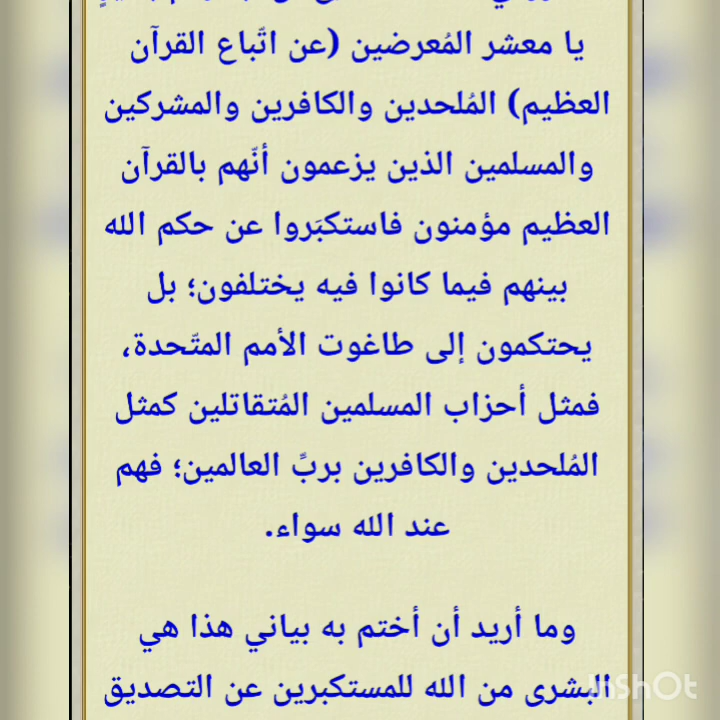 يا معشر المُعرضين (عن اتّباع القرآن
العظيم) المُلحدين والكافرين والمشركين
والمسلمين الذين يزعمون أنّهم بالقرآن
العظيم مؤمنون فاستكبَروا عن حكم الله
بينهم فيما كانوا فيه يختلفون؛ بل
يحتكمون إلى طاغوت الأمم المتّحدة،
فمثل أحزاب المسلمين المُتقاتلين كمثل
المُلحدين والكافرين بربِّ العالمين؛ فهم
عند الله سواء.
وما أريد أن أختم به بياني هذا هي
البشرى من الله للمستكبرين عن التصديق
InShOt